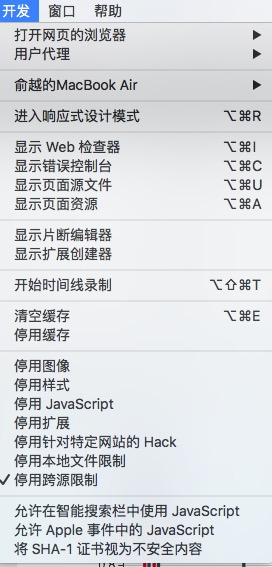 开发 窗口 帮助
打开网页的浏览器 ▶
用户代理 ▶
俞越的MacBook Air ▶
进入响应式设计模式 ⌥⌘R
显示 Web 检查器 ⌥⌘I
显示错误控制台 ⌥⌘C
显示页面源文件 ⌥⌘U
显示页面资源 ⌥⌘A
显示片断编辑器
显示扩展创建器
开始时间线录制 ⌥⇧⌘T
清空缓存 ⌥⌘E
停用缓存
停用图像
停用样式
停用 JavaScript
停用扩展
停用针对特定网站的 Hack
停用本地文件限制
✓ 停用跨源限制
允许在智能搜索栏中使用 JavaScript
允许 Apple 事件中的 JavaScript
将 SHA-1 证书视为不安全内容